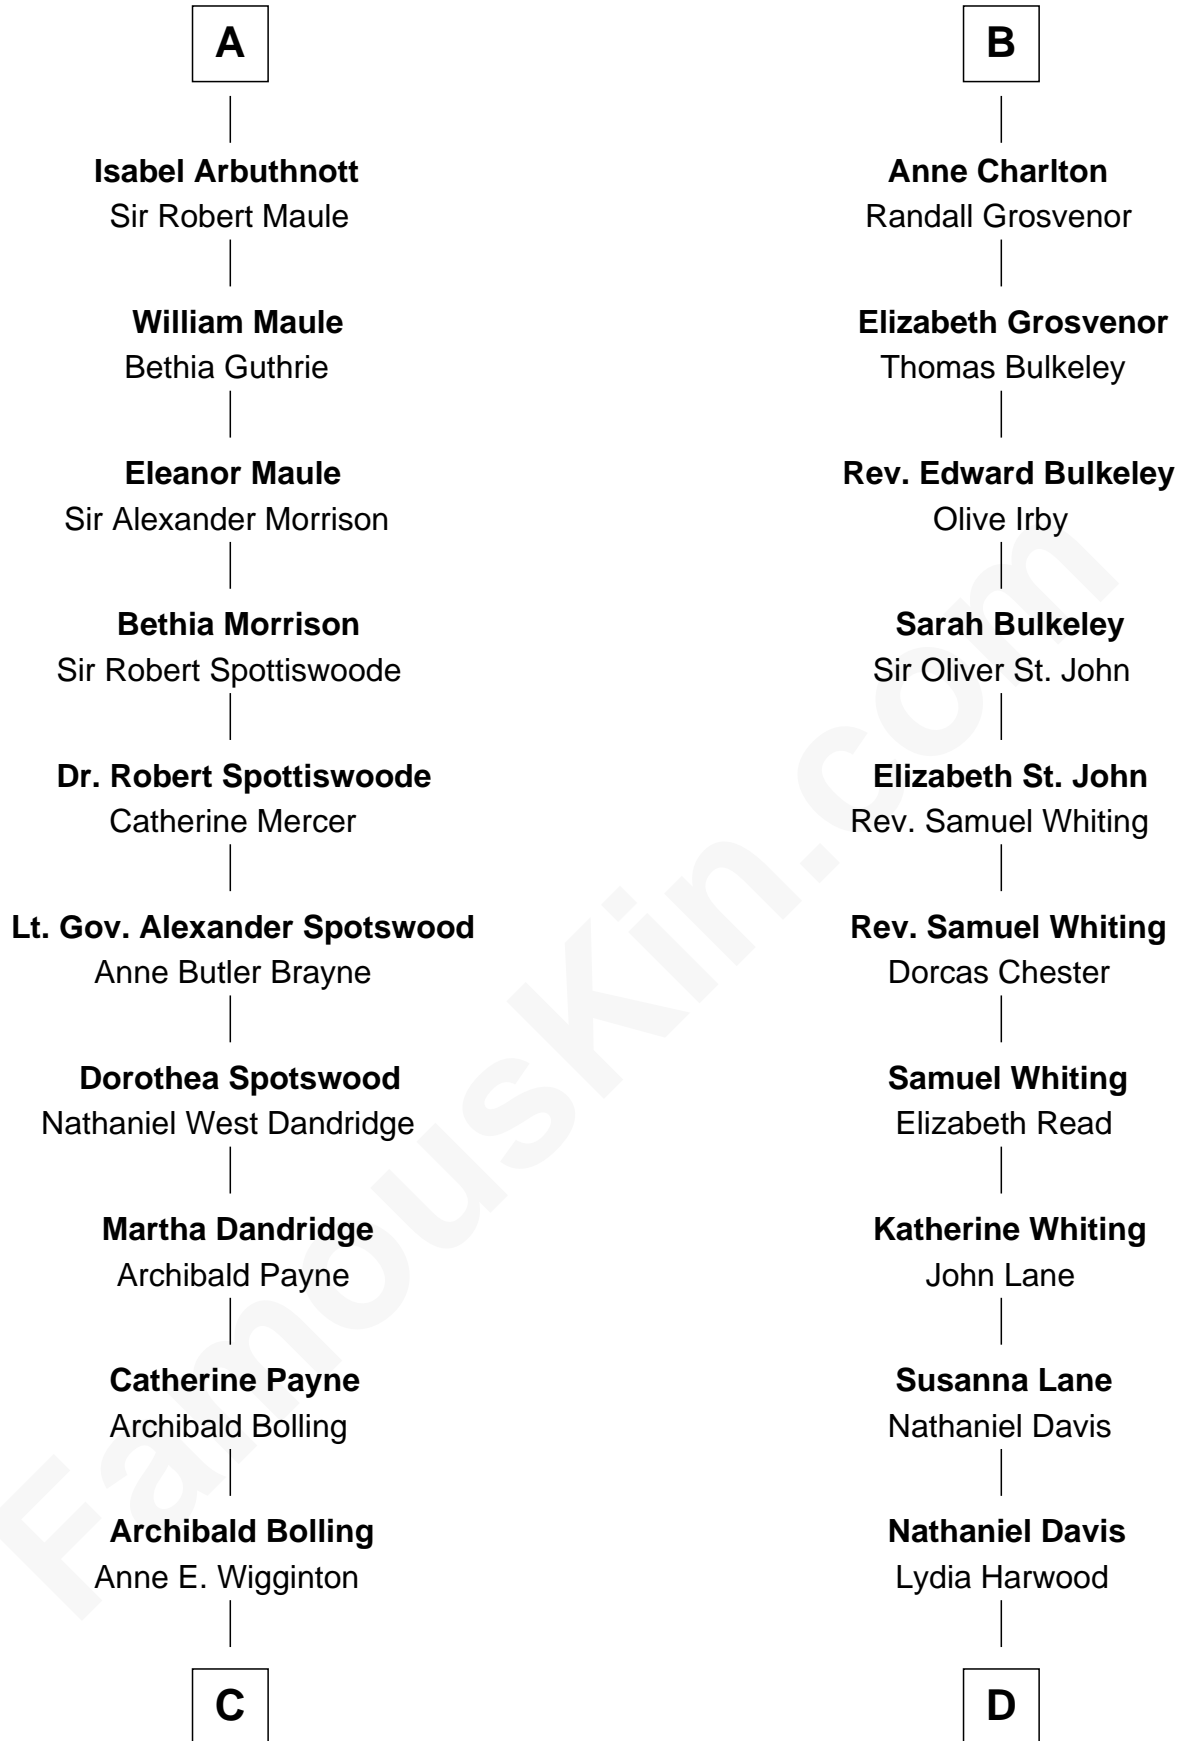 A
Isabel Arbuthnott
Sir Robert Maule
William Maule
Bethia Guthrie
Eleanor Maule
Sir Alexander Morrison
Bethia Morrison
Sir Robert Spottiswoode
Dr. Robert Spottiswoode
Catherine Mercer
Lt. Gov. Alexander Spotswood
Anne Butler Brayne
Dorothea Spotswood
Nathaniel West Dandridge
Martha Dandridge
Archibald Payne
Catherine Payne
Archibald Bolling
Archibald Bolling
Anne E. Wigginton
C
B
Anne Charlton
Randall Grosvenor
Elizabeth Grosvenor
Thomas Bulkeley
Rev. Edward Bulkeley
Olive Irby
Sarah Bulkeley
Sir Oliver St. John
Elizabeth St. John
Rev. Samuel Whiting
Rev. Samuel Whiting
Dorcas Chester
Samuel Whiting
Elizabeth Read
Katherine Whiting
John Lane
Susanna Lane
Nathaniel Davis
Nathaniel Davis
Lydia Harwood
D
FamousKin.com